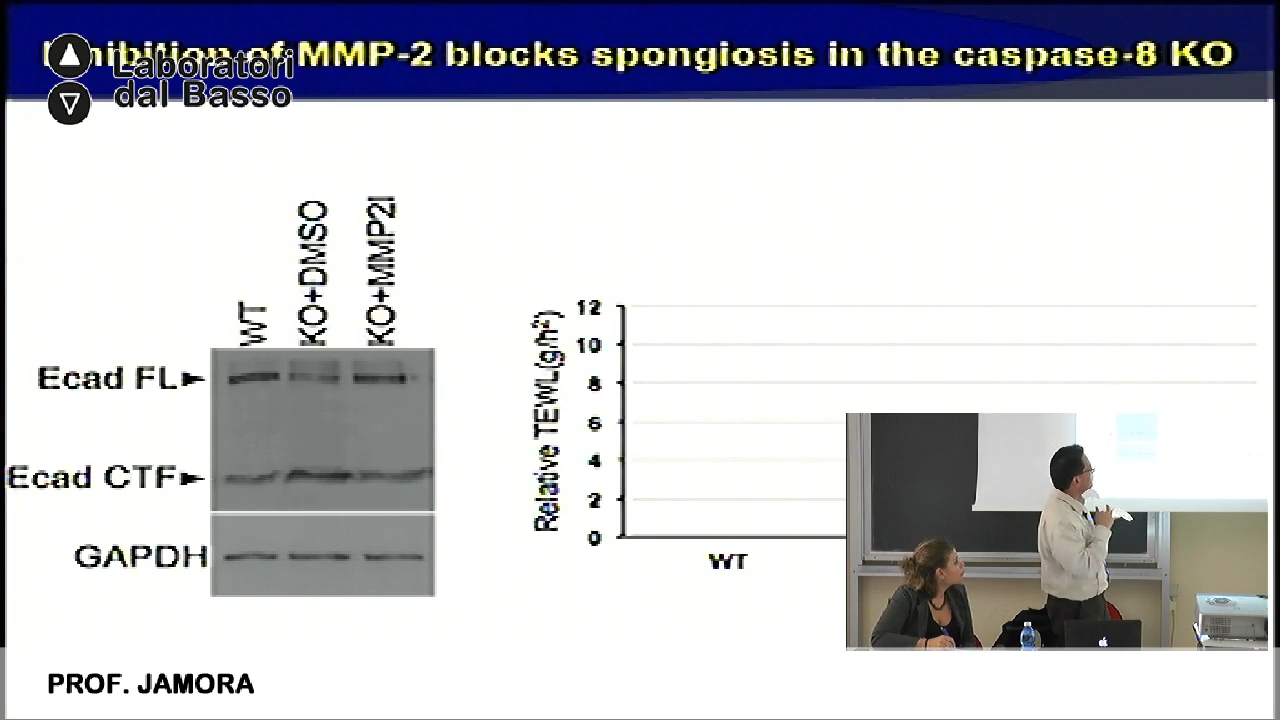 Inhibition of MMP-2 blocks spongiosis in the caspase-8 KO
Laboratori
dal Basso
WT
KO+DMSO
KO+MMP2I
Ecad FL
Ecad CTF
GAPDH
Relative TEWL(g/h²)
12
10
8
6
4
2
0
WT
PROF. JAMORA